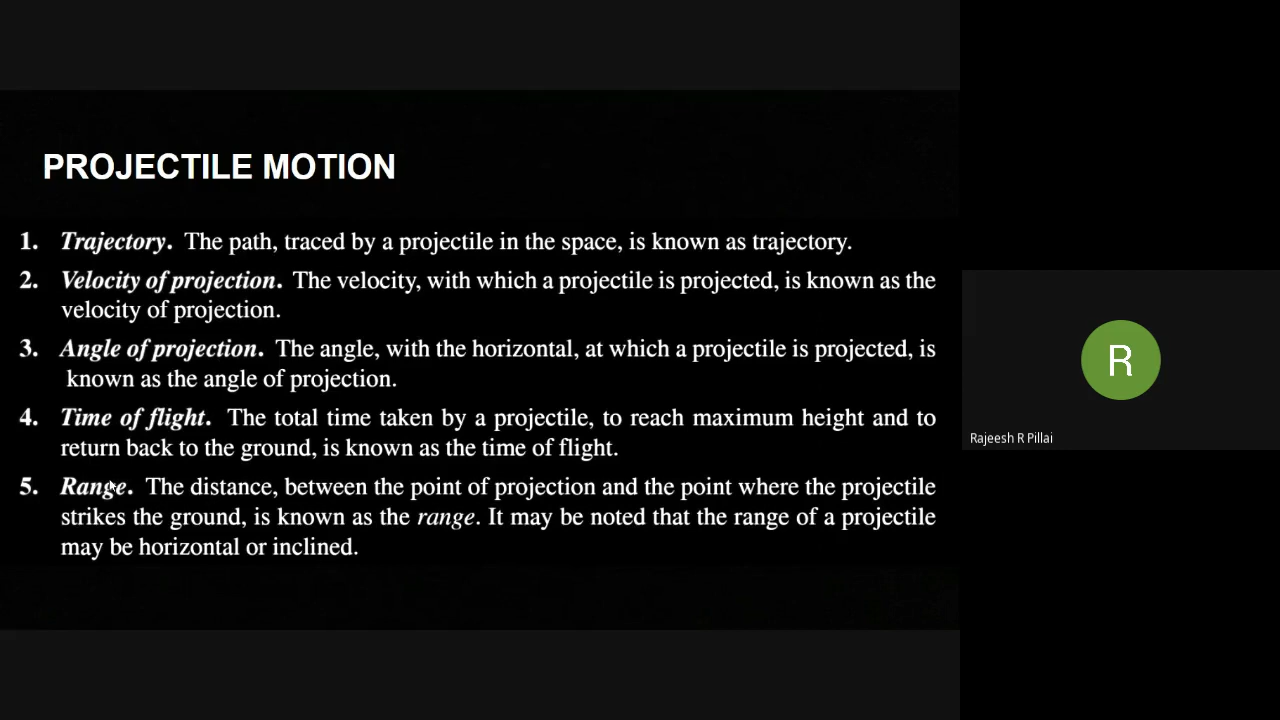 PROJECTILE MOTION
1. Trajectory. The path, traced by a projectile in the space, is known as trajectory.
2. Velocity of projection. The velocity, with which a projectile is projected, is known as the
velocity of projection.
3. Angle of projection. The angle, with the horizontal, at which a projectile is projected, is
known as the angle of projection.
4. Time of flight. The total time taken by a projectile, to reach maximum height and to
return back to the ground, is known as the time of flight.
5. Range. The distance, between the point of projection and the point where the projectile
strikes the ground, is known as the range. It may be noted that the range of a projectile
may be horizontal or inclined.
R
Rajeesh R Pillai